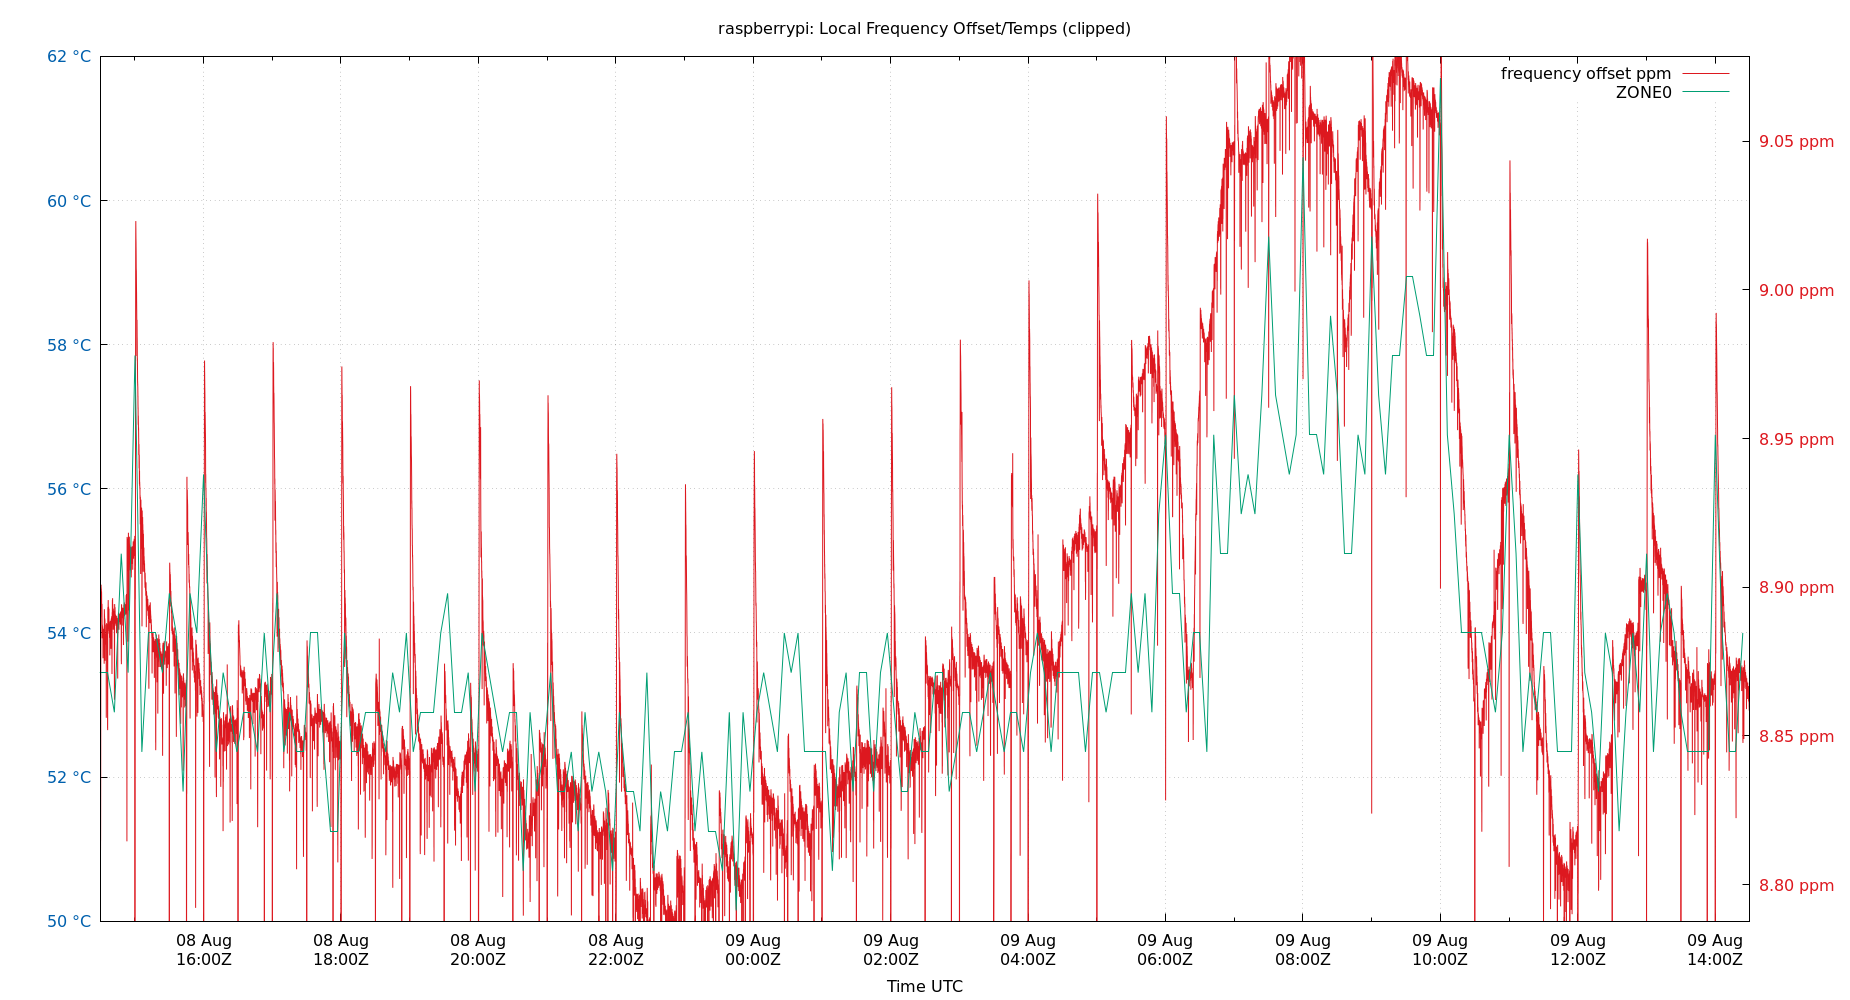 raspberrypi: Local Frequency Offset/Temps (clipped)
62 °C
60 °C
58 °C
56 °C
54 °C
52 °C
50 °C
frequency offset ppm
ZONE0
9.05 ppm
9.00 ppm
8.95 ppm
8.90 ppm
8.85 ppm
8.80 ppm
08 Aug
16:00Z
08 Aug
18:00Z
08 Aug
20:00Z
08 Aug
22:00Z
09 Aug
00:00Z
09 Aug
02:00Z
09 Aug
04:00Z
09 Aug
06:00Z
09 Aug
08:00Z
09 Aug
10:00Z
09 Aug
12:00Z
09 Aug
14:00Z
Time UTC